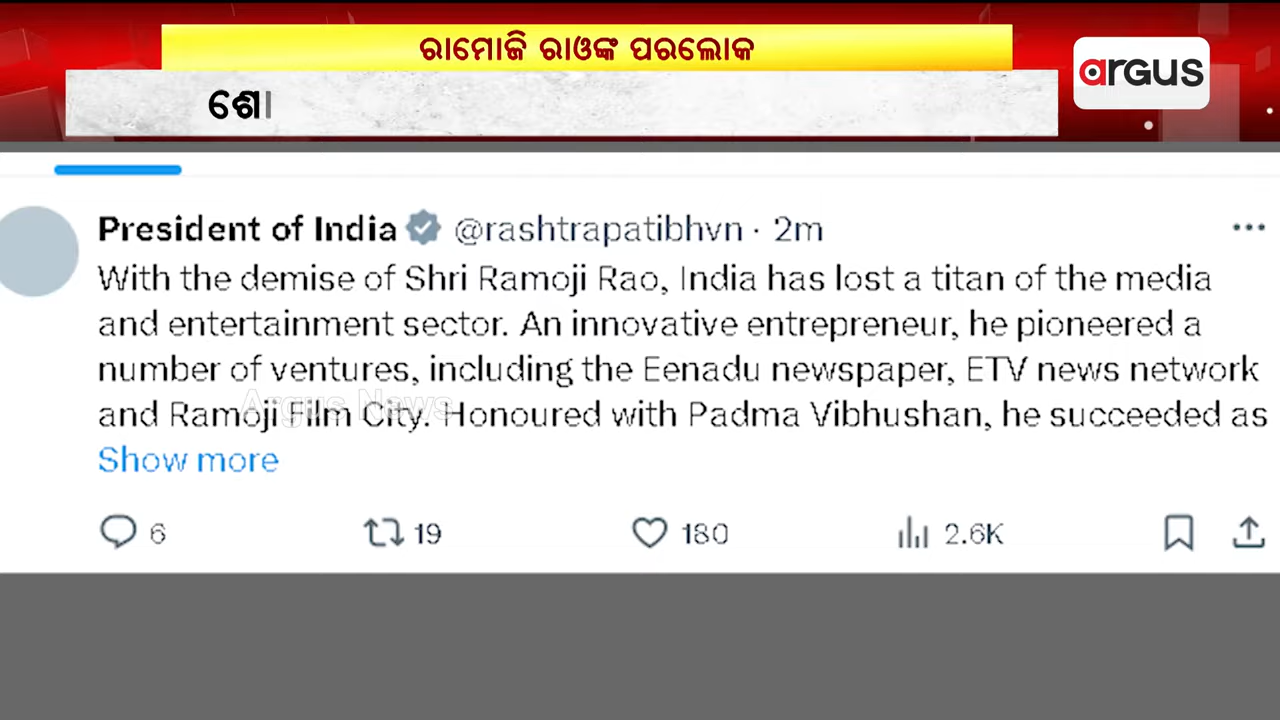 ରାମୋଜି ରାଓଙ୍କ ପରଲୋକ
argus
ଶୋ
President of India @rashtrapatibhvn · 2m
With the demise of Shri Ramoji Rao, India has lost a titan of the media
and entertainment sector. An innovative entrepreneur, he pioneered a
number of ventures, including the Eenadu newspaper, ETV news network
and Ramoji Film City. Honoured with Padma Vibhushan, he succeeded as
Argus News
Show more
6 19 180 2.6K